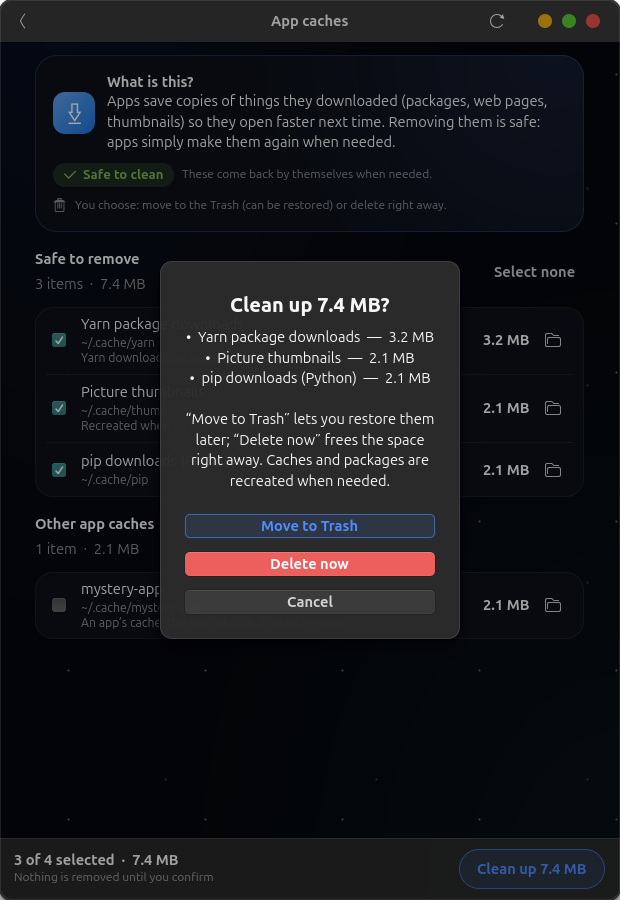 App caches
What is this?
Apps save copies of things they downloaded (packages, web pages,
thumbnails) so they open faster next time. Removing them is safe:
apps simply make them again when needed.
Safe to clean
These come back by themselves when needed.
You choose: move to the Trash (can be restored) or delete right away.
Safe to remove
3 items · 7.4 MB
Select none
Yarn package downloads
~/.cache/yarn
Yarn download
3.2 MB
Picture thumbnails
~/.cache/thum
Recreated whe
2.1 MB
pip downloads
~/.cache/pip
2.1 MB
Other app caches
1 item · 2.1 MB
mystery-app
~/.cache/myst
An app's cache
2.1 MB
Clean up 7.4 MB?
• Yarn package downloads — 3.2 MB
• Picture thumbnails — 2.1 MB
• pip downloads (Python) — 2.1 MB
“Move to Trash” lets you restore them
later; “Delete now” frees the space
right away. Caches and packages are
recreated when needed.
Move to Trash
Delete now
Cancel
3 of 4 selected · 7.4 MB
Nothing is removed until you confirm
Clean up 7.4 MB